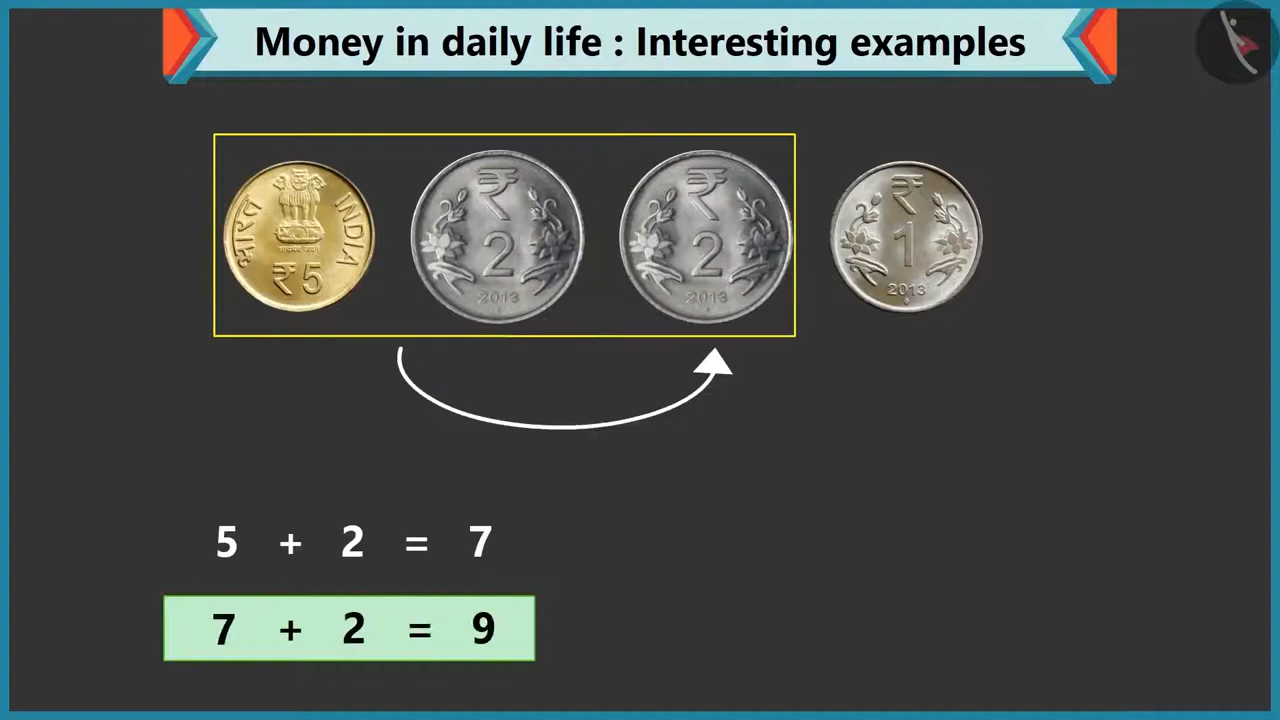 Money in daily life : Interesting examples
भारत INDIA
₹ 5
₹
2
2013
₹
2
2013
₹
1
2013
5 + 2 = 7
7 + 2 = 9